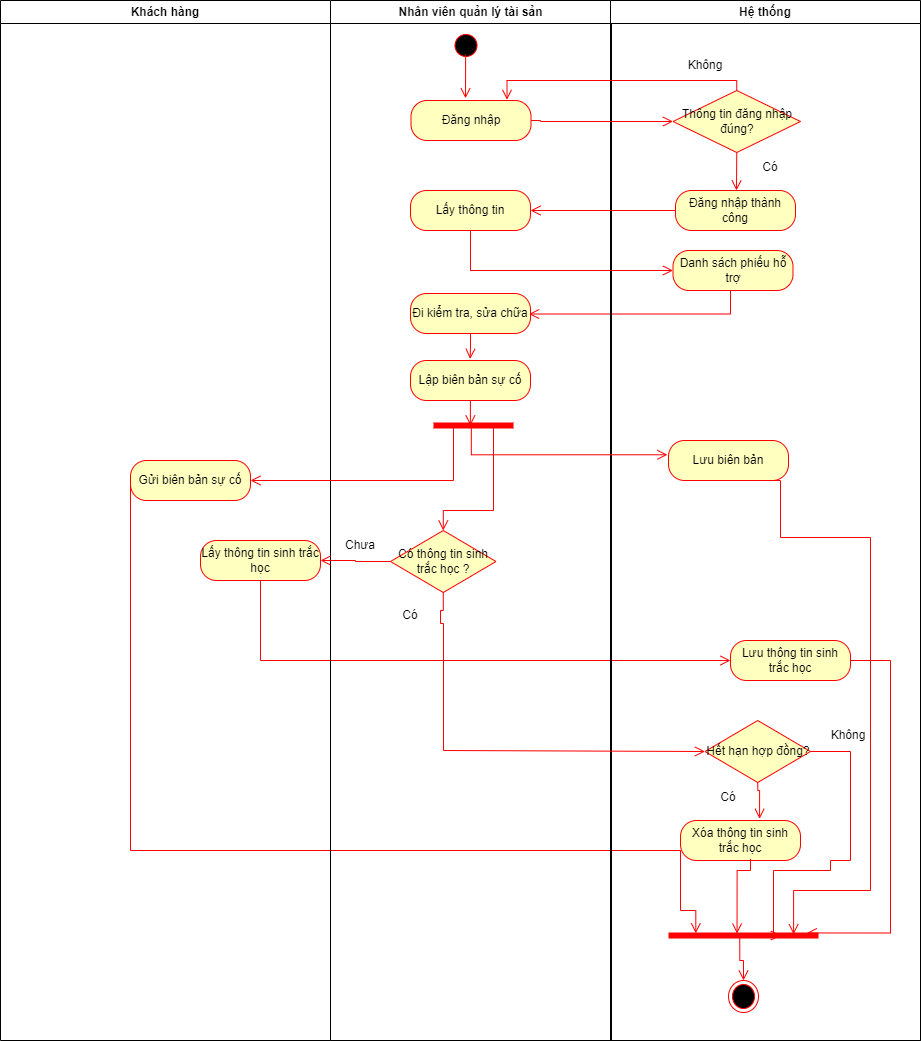 Khách hàng
Nhân viên quản lý tài sản
Hệ thống
Không
Đăng nhập
Thông tin đăng nhập
đúng?
Có
Lấy thông tin
Đăng nhập thành
công
Danh sách phiếu hỗ
trợ
Đi kiểm tra, sửa chữa
Lập biên bản sự cố
Gửi biên bản sự cố
Lưu biên bản
Chưa
Lấy thông tin sinh trắc
học
Có thông tin sinh
trắc học ?
Có
Lưu thông tin sinh
trắc học
Hết hạn hợp đồng?
Không
Có
Xóa thông tin sinh
trắc học